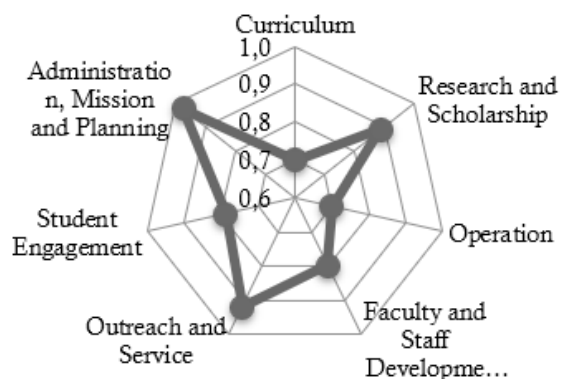 Curriculum
1,0
0,9
0,8
0,7
0,6
Research and
Scholarship
Operation
Faculty and
Staff
Developme…
Outreach and
Service
Student
Engagement
Administratio
n, Mission
and Planning